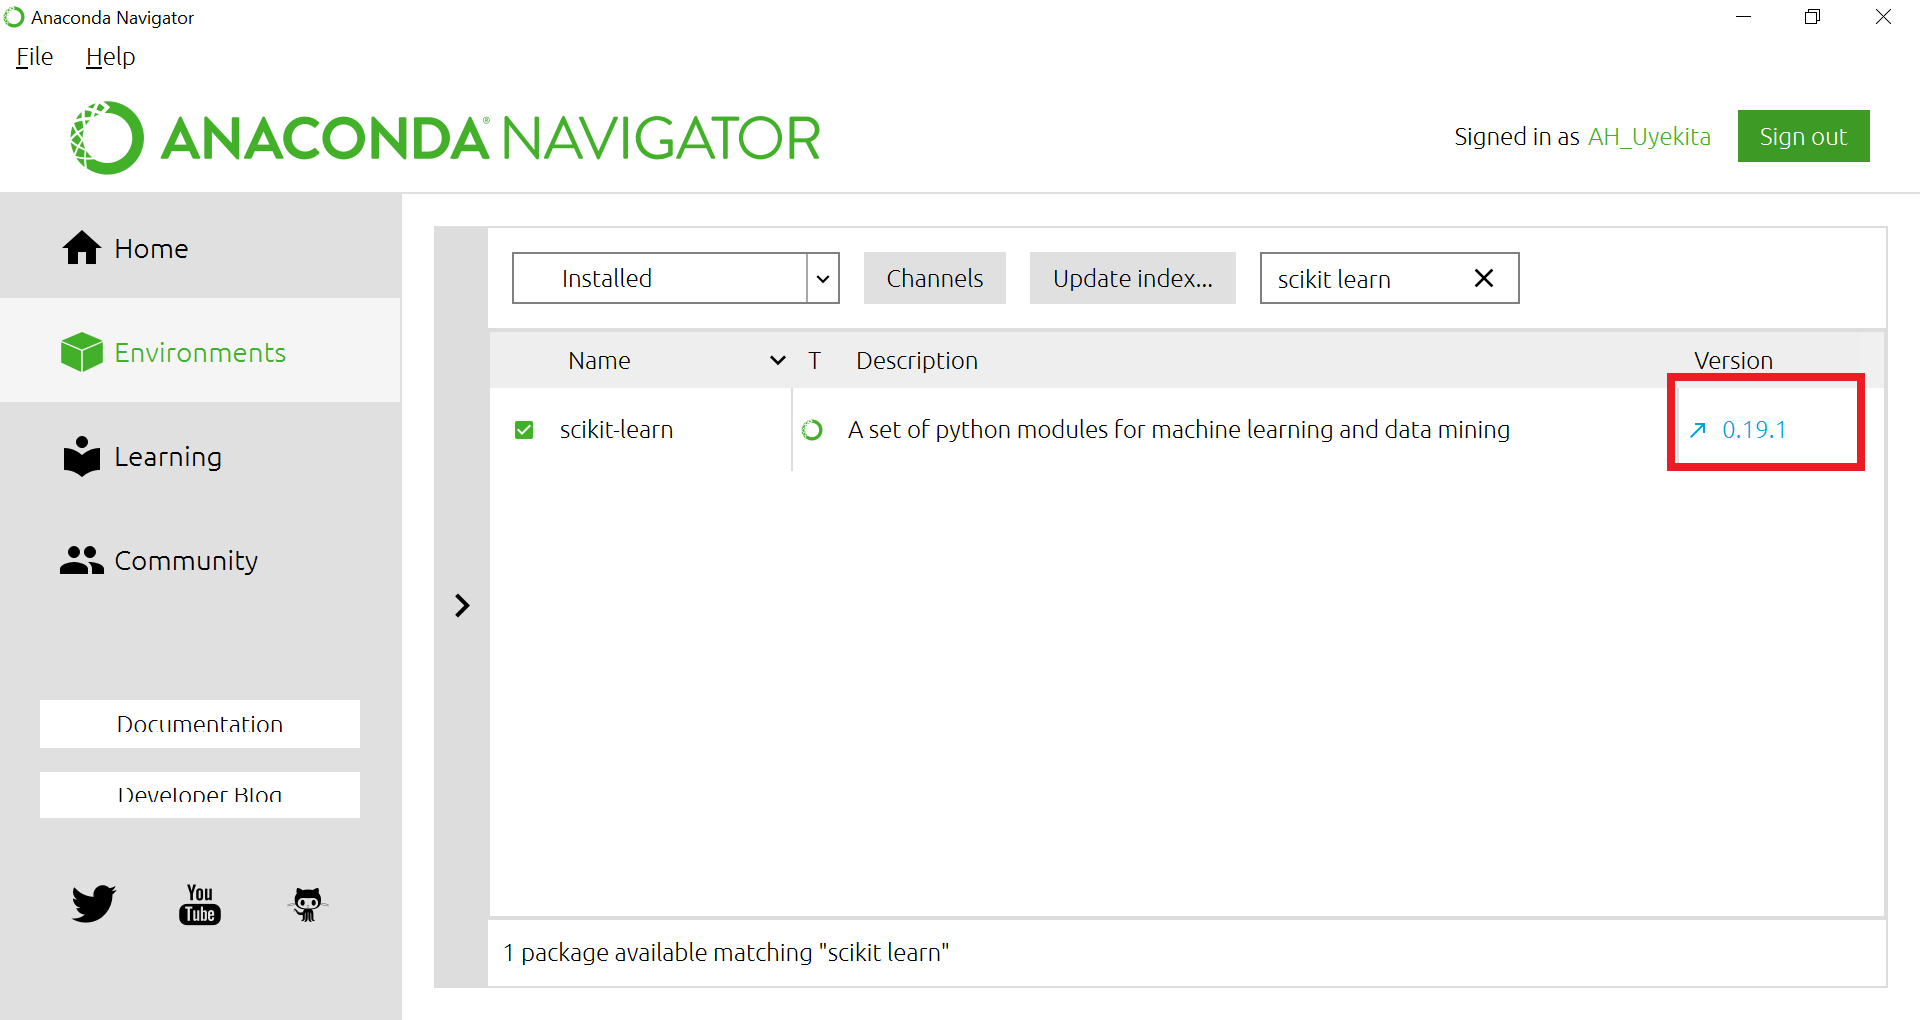 Anaconda Navigator
File Help
ANACONDA® NAVIGATOR
Signed in as AH_Uyekita Sign out
Home
Environments
Learning
Community
Documentation
Developer Blog
You
Tube
Installed Channels Update index... scikit learn
Name T Description Version
scikit-learn A set of python modules for machine learning and data mining 0.19.1
1 package available matching "scikit learn"